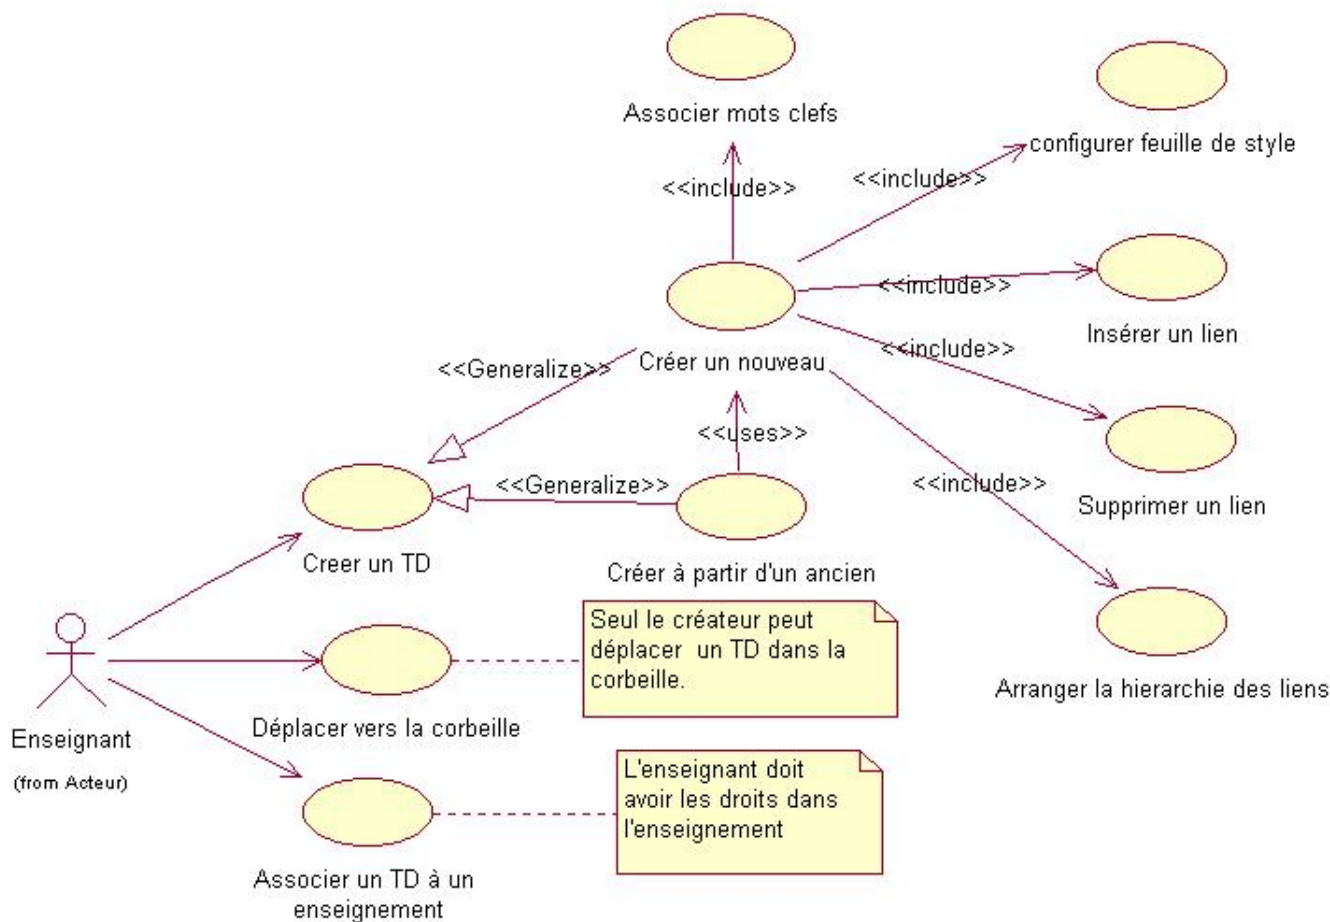 Associer mots clefs
configurer feuille de style
<<include>>
<<include>>
<<include>>
Insérer un lien
<<include>>
<<Generalize>>
Créer un nouveau
<<uses>>
<<Generalize>>
<<include>>
Supprimer un lien
Creer un TD
Créer à partir d'un ancien
Seul le créateur peut
déplacer un TD dans la
corbeille.
Arranger la hierarchie des liens
Déplacer vers la corbeille
Enseignant
(from Acteur)
L'enseignant doit
avoir les droits dans
l'enseignement
Associer un TD à un
enseignement